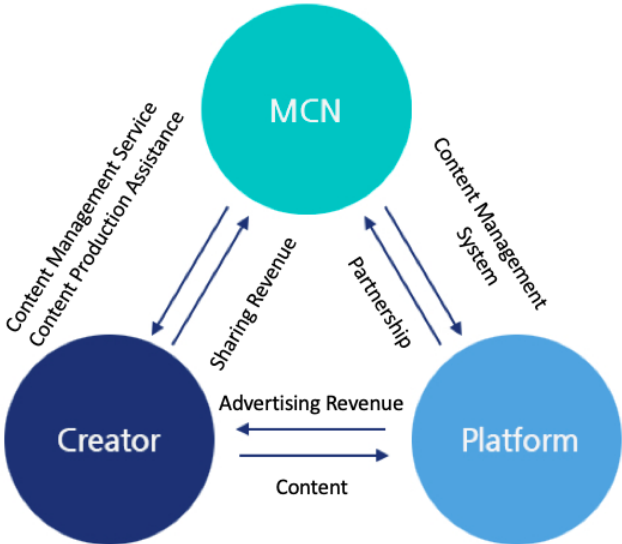 MCN
Content Management Service
Content Production Assistance
Content Management
System
Sharing Revenue
Partnership
Advertising Revenue
Creator
Platform
Content